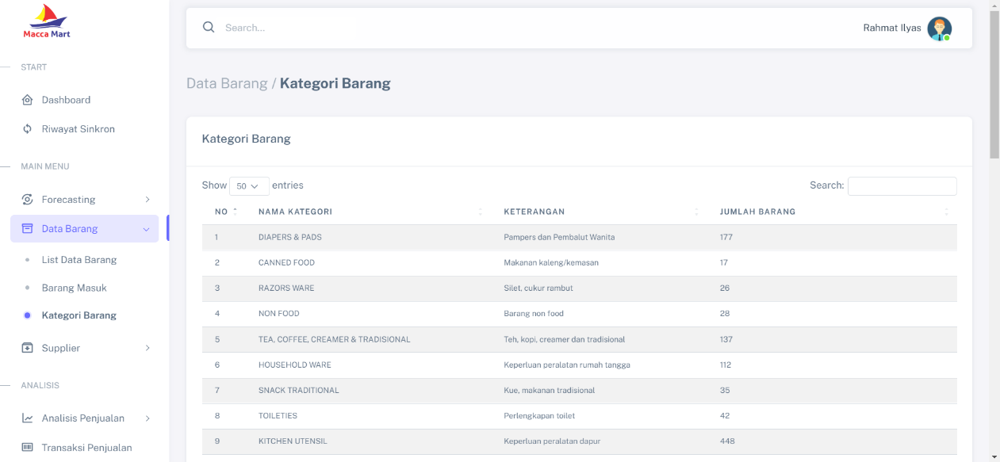 Macca Mart
START
Dashboard
Riwayat Sinkron
MAIN MENU
Forecasting
Data Barang
List Data Barang
Barang Masuk
Kategori Barang
Supplier
ANALISIS
Analisis Penjualan
Transaksi Penjualan
Search...
Rahmat Ilyas
Data Barang / Kategori Barang
Kategori Barang
Show 50 entries
Search:
NO NAMA KATEGORI KETERANGAN JUMLAH BARANG
1 DIAPERS & PADS Pampers dan Pembalut Wanita 177
2 CANNED FOOD Makanan kaleng/kemasan 17
3 RAZORS WARE Silet, cukur rambut 26
4 NON FOOD Barang non food 28
5 TEA, COFFEE, CREAMER & TRADISIONAL Teh, kopi, creamer dan tradisional 137
6 HOUSEHOLD WARE Keperluan peralatan rumah tangga 112
7 SNACK TRADITIONAL Kue, makanan tradisional 35
8 TOILETIES Perlengkapan toilet 42
9 KITCHEN UTENSIL Keperluan peralatan dapur 448